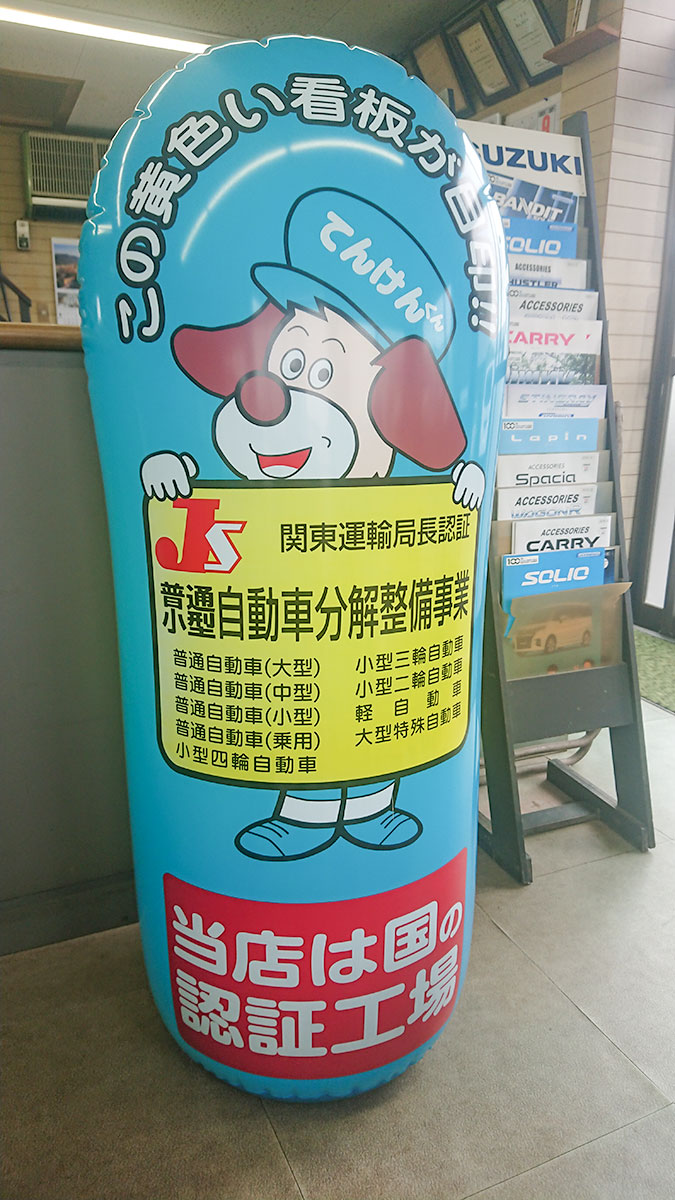 この黄色い看板が目印!!
てんけんくん
JS
関東運輸局長認証
普通
小型
自動車分解整備事業
普通自動車(大型)
普通自動車(中型)
普通自動車(小型)
普通自動車(乗用)
小型四輪自動車
小型三輪自動車
小型二輪自動車
軽自動車
大型特殊自動車
当店は国の
認証工場
SUZUKI
BANDIT
SOLIO
ACCESSORIES
HUSTLER
ACCESSORIES
CARRY
STINGRAY
Lapin
ACCESSORIES
Spacia
ACCESSORIES
WAGON R
ACCESSORIES
CARRY
SOLIO